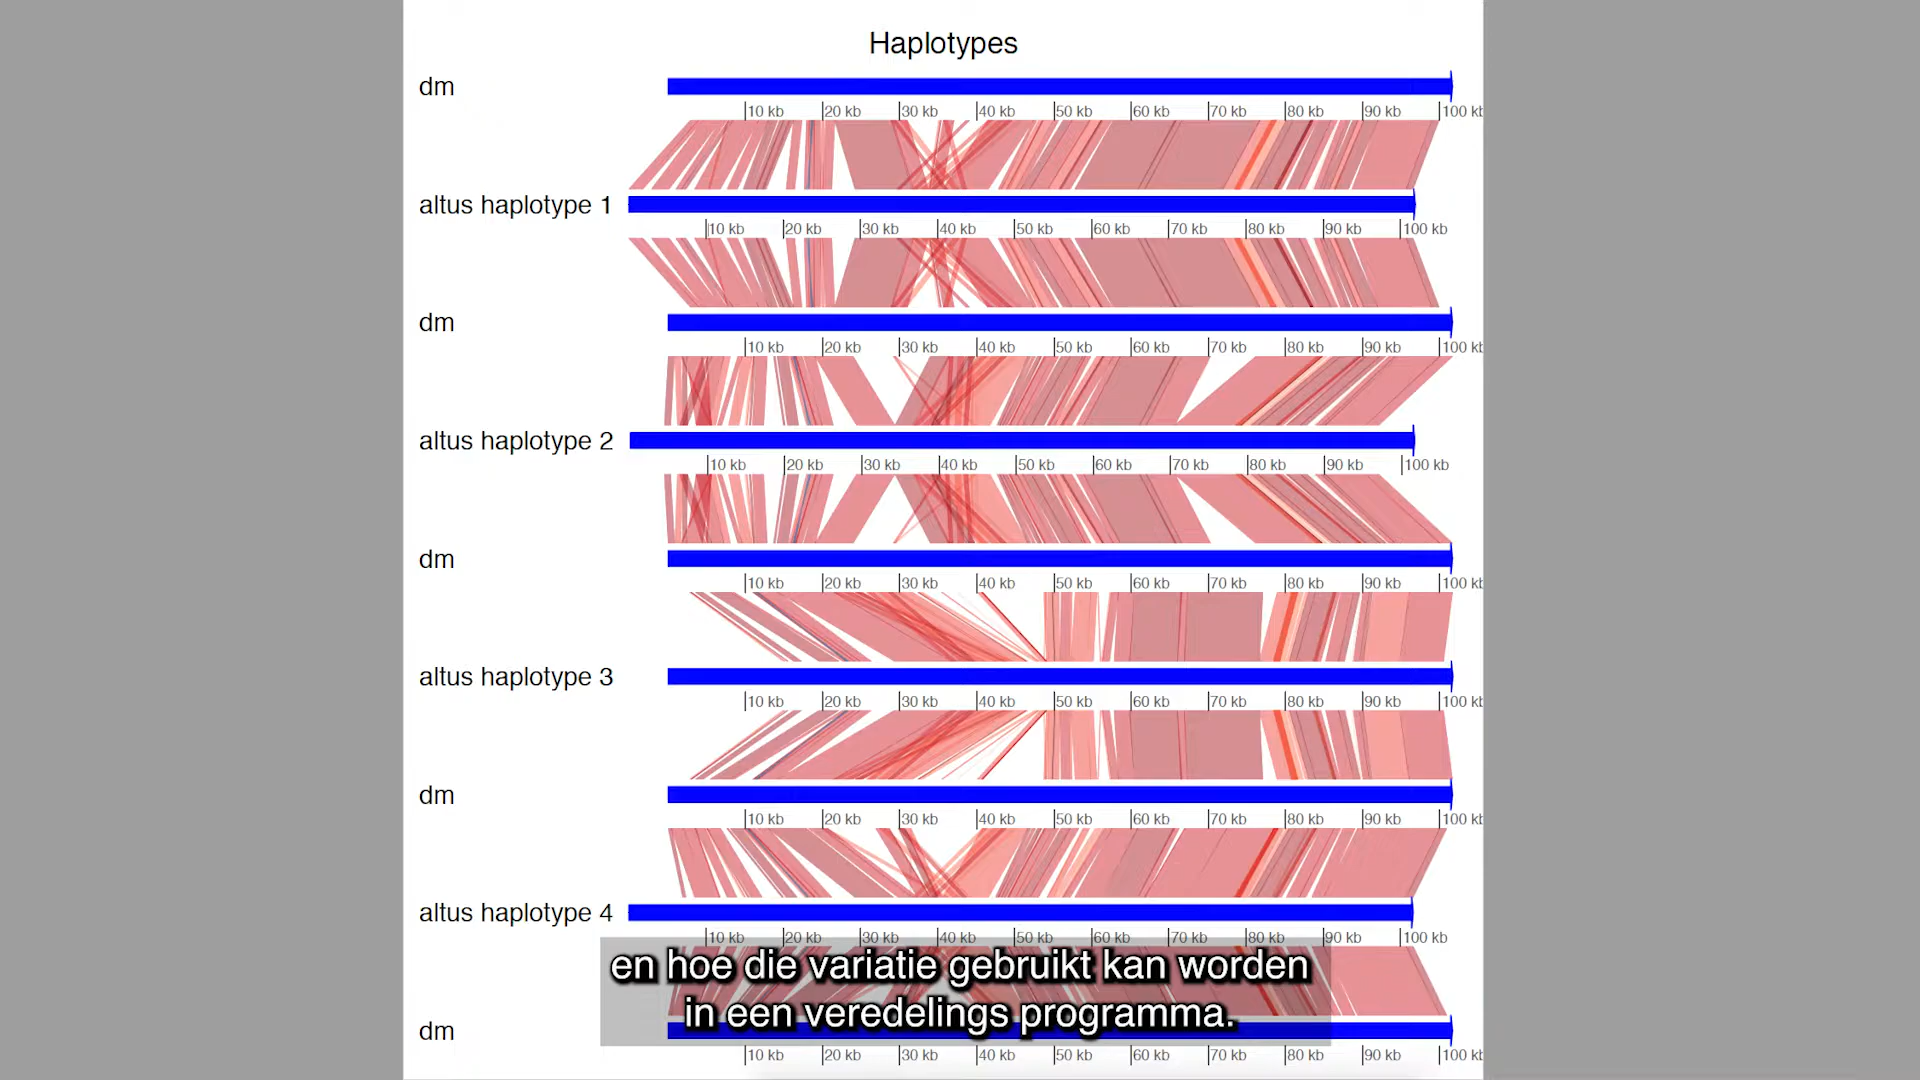 Haplotypes
dm
10 kb 20 kb 30 kb 40 kb 50 kb 60 kb 70 kb 80 kb 90 kb 100 kb
altus haplotype 1
10 kb 20 kb 30 kb 40 kb 50 kb 60 kb 70 kb 80 kb 90 kb 100 kb
dm
10 kb 20 kb 30 kb 40 kb 50 kb 60 kb 70 kb 80 kb 90 kb 100 kb
altus haplotype 2
10 kb 20 kb 30 kb 40 kb 50 kb 60 kb 70 kb 80 kb 90 kb 100 kb
dm
10 kb 20 kb 30 kb 40 kb 50 kb 60 kb 70 kb 80 kb 90 kb 100 kb
altus haplotype 3
10 kb 20 kb 30 kb 40 kb 50 kb 60 kb 70 kb 80 kb 90 kb 100 kb
dm
10 kb 20 kb 30 kb 40 kb 50 kb 60 kb 70 kb 80 kb 90 kb 100 kb
altus haplotype 4
10 kb 20 kb 30 kb 40 kb 50 kb 60 kb 70 kb 80 kb 90 kb 100 kb
en hoe die variatie gebruikt kan worden
in een veredelings programma.
dm
10 kb 20 kb 30 kb 40 kb 50 kb 60 kb 70 kb 80 kb 90 kb 100 kb